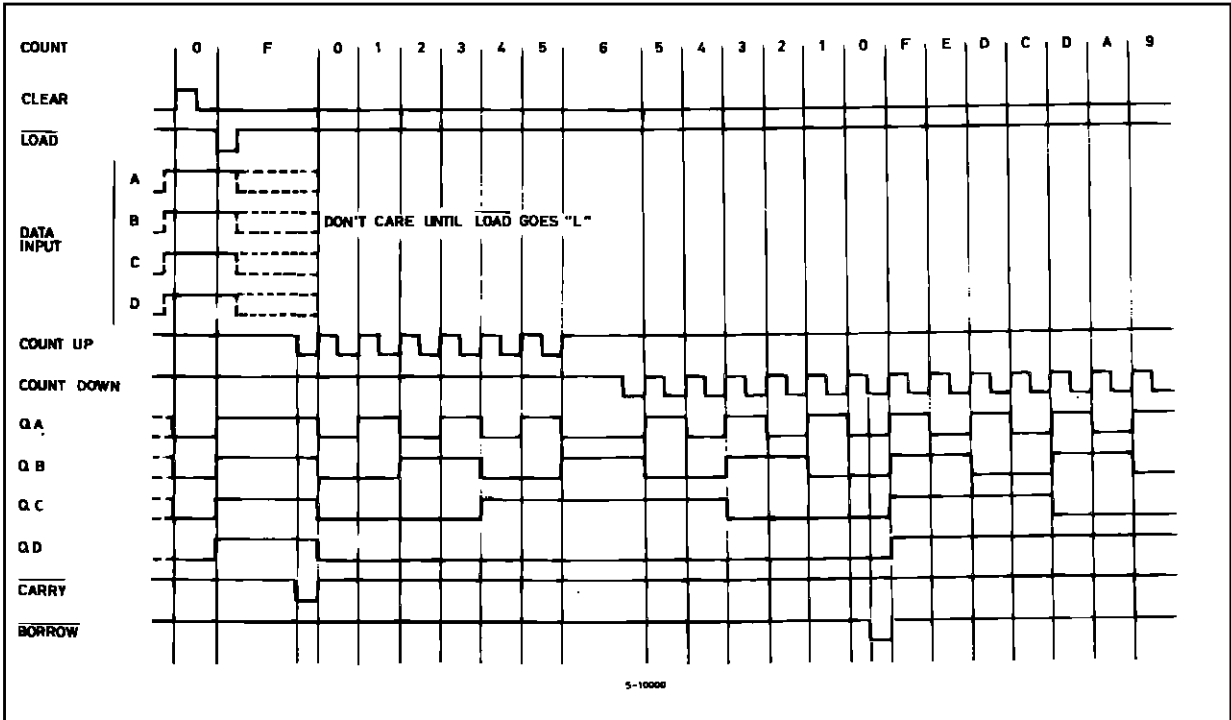 COUNT 0 F 0 1 2 3 4 5 6 5 4 3 2 1 0 F E D C D A 9
CLEAR
LOAD
A
B
DATA
INPUT
C
D
DON'T CARE UNTIL LOAD GOES "L"
COUNT UP
COUNT DOWN
Q A
Q B
Q C
Q D
CARRY
BORROW
S-10000